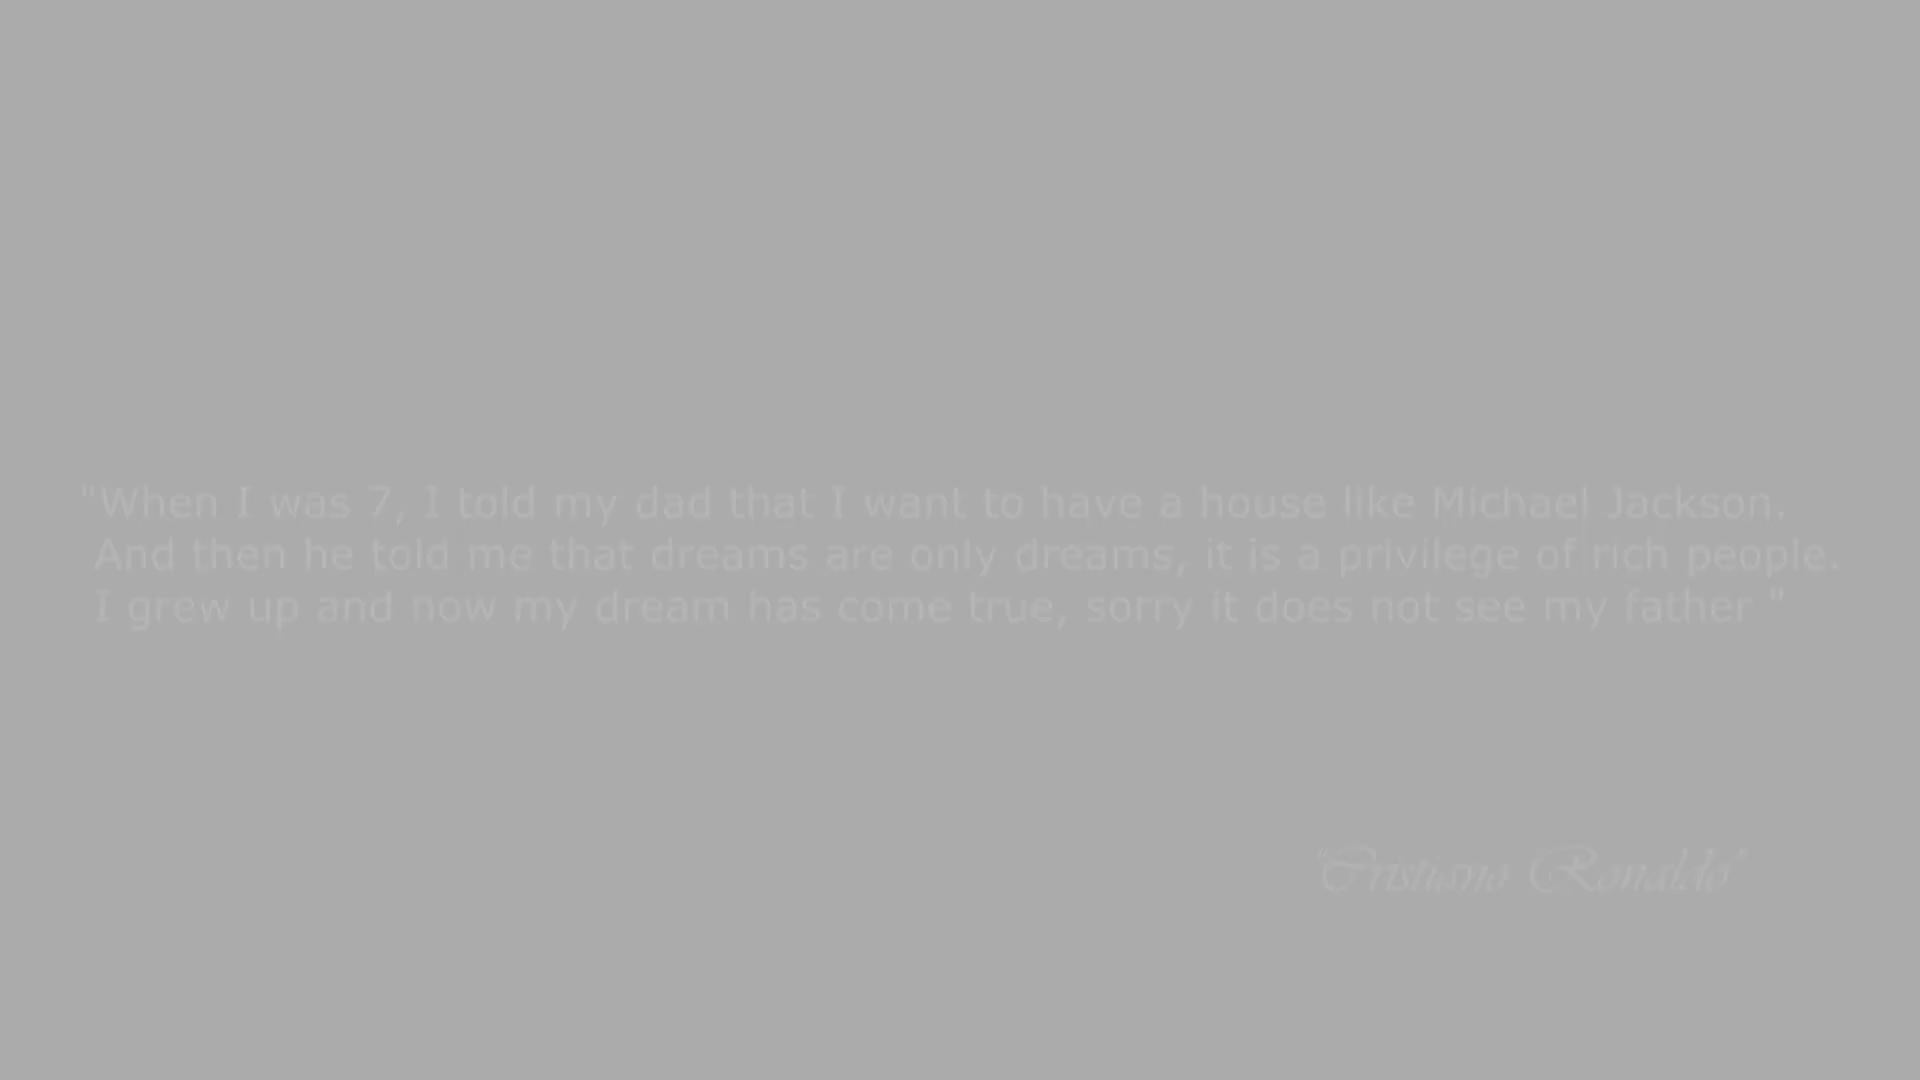 "When I was 7, I told my dad that I want to have a house like Michael Jackson.
And then he told me that dreams are only dreams, it is a privilege of rich people.
I grew up and now my dream has come true, sorry it does not see my father "
"Cristiano Ronaldo"